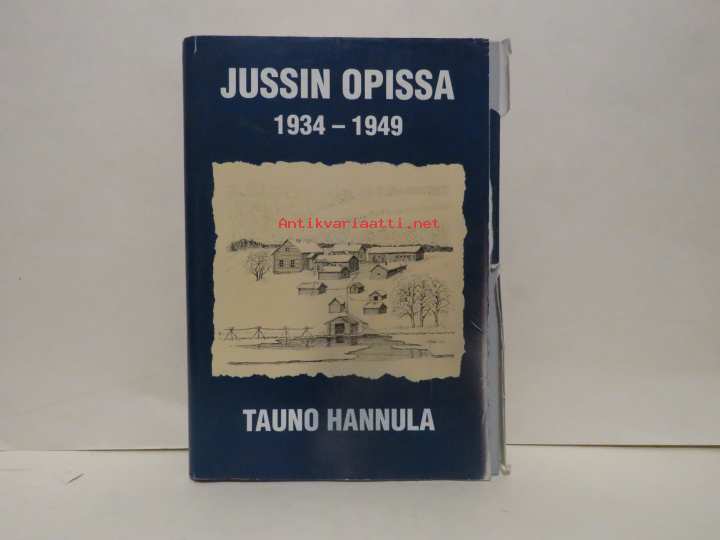 JUSSIN OPISSA
1934 – 1949
Antikvariaatti.net
TAUNO HANNULA